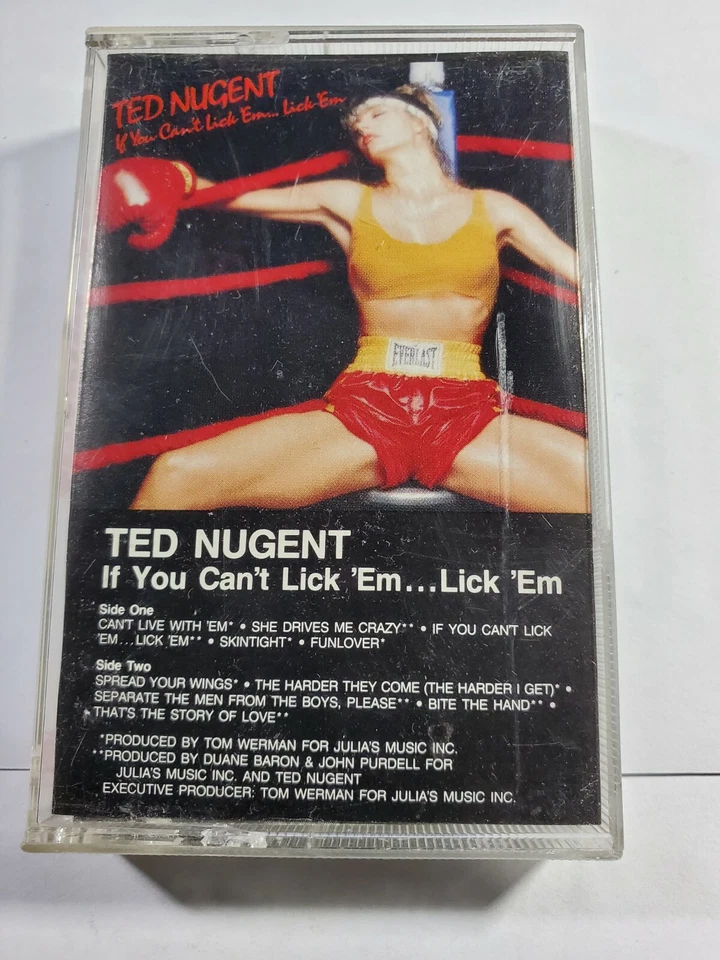 TED NUGENT
If You Can't Lick 'Em... Lick 'Em
EVERLAST
TED NUGENT
If You Can't Lick 'Em...Lick 'Em
Side One
CAN'T LIVE WITH 'EM* • SHE DRIVES ME CRAZY** • IF YOU CAN'T LICK
'EM...LICK 'EM** • SKINTIGHT* • FUNLOVER*
Side Two
SPREAD YOUR WINGS* • THE HARDER THEY COME (THE HARDER I GET)* •
SEPARATE THE MEN FROM THE BOYS, PLEASE** • BITE THE HAND** •
THAT'S THE STORY OF LOVE**
*PRODUCED BY TOM WERMAN FOR JULIA'S MUSIC INC.
**PRODUCED BY DUANE BARON & JOHN PURDELL FOR
JULIA'S MUSIC INC. AND TED NUGENT
EXECUTIVE PRODUCER: TOM WERMAN FOR JULIA'S MUSIC INC.